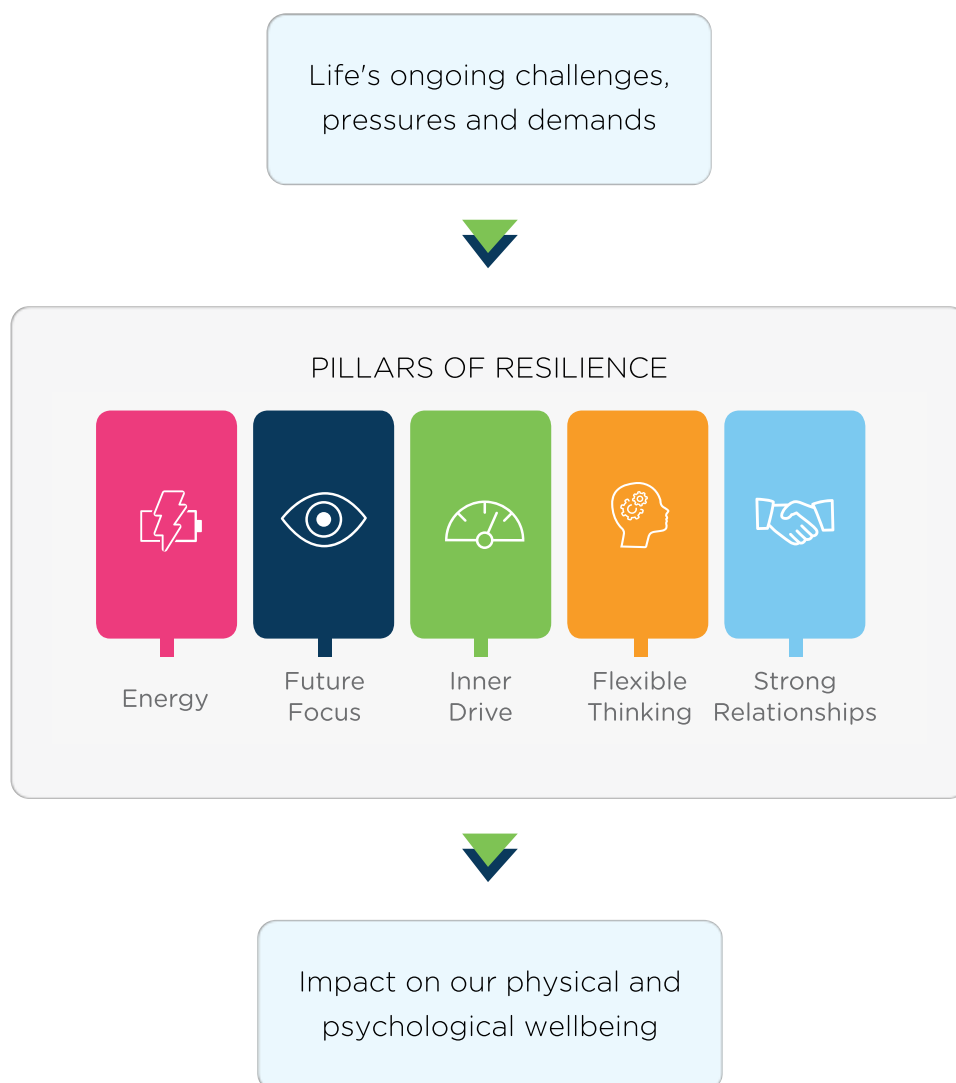 Life's ongoing challenges,
pressures and demands
PILLARS OF RESILIENCE
Energy
Future
Focus
Inner
Drive
Flexible
Thinking
Strong
Relationships
Impact on our physical and
psychological wellbeing